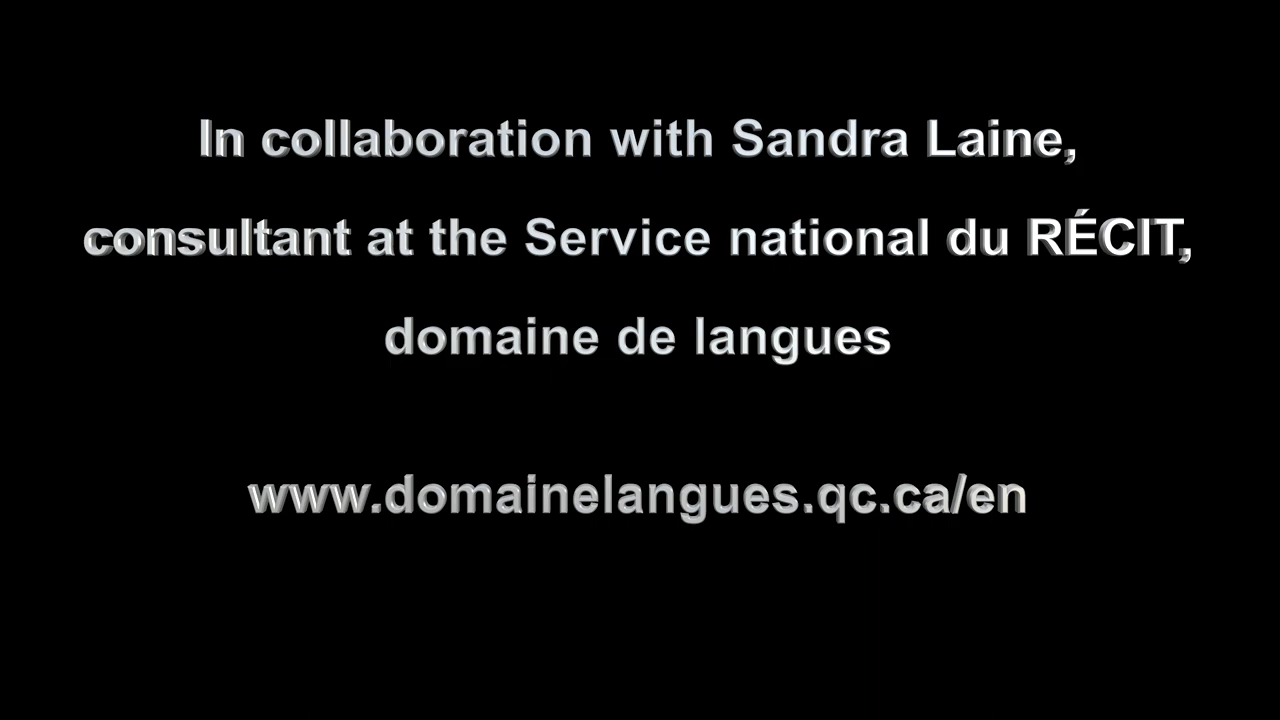 In collaboration with Sandra Laine,
consultant at the Service national du RÉCIT,
domaine de langues
www.domainelangues.qc.ca/en